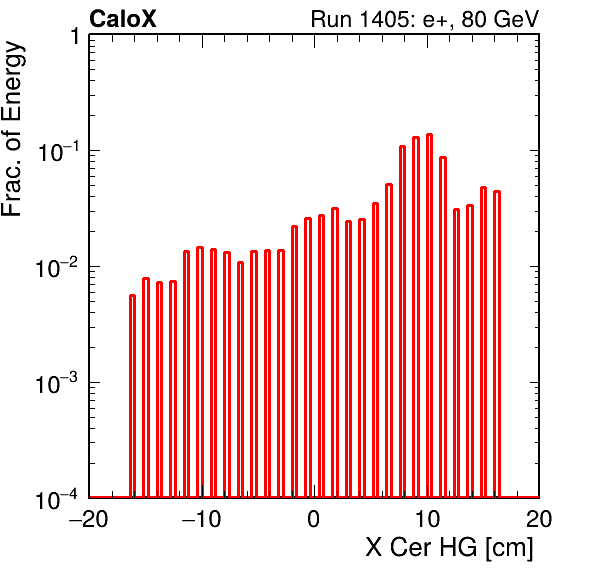 CaloX Run 1405: e+, 80 GeV
Frac. of Energy
1
10⁻¹
10⁻²
10⁻³
10⁻⁴
−20 −10 0 10 20
X Cer HG [cm]